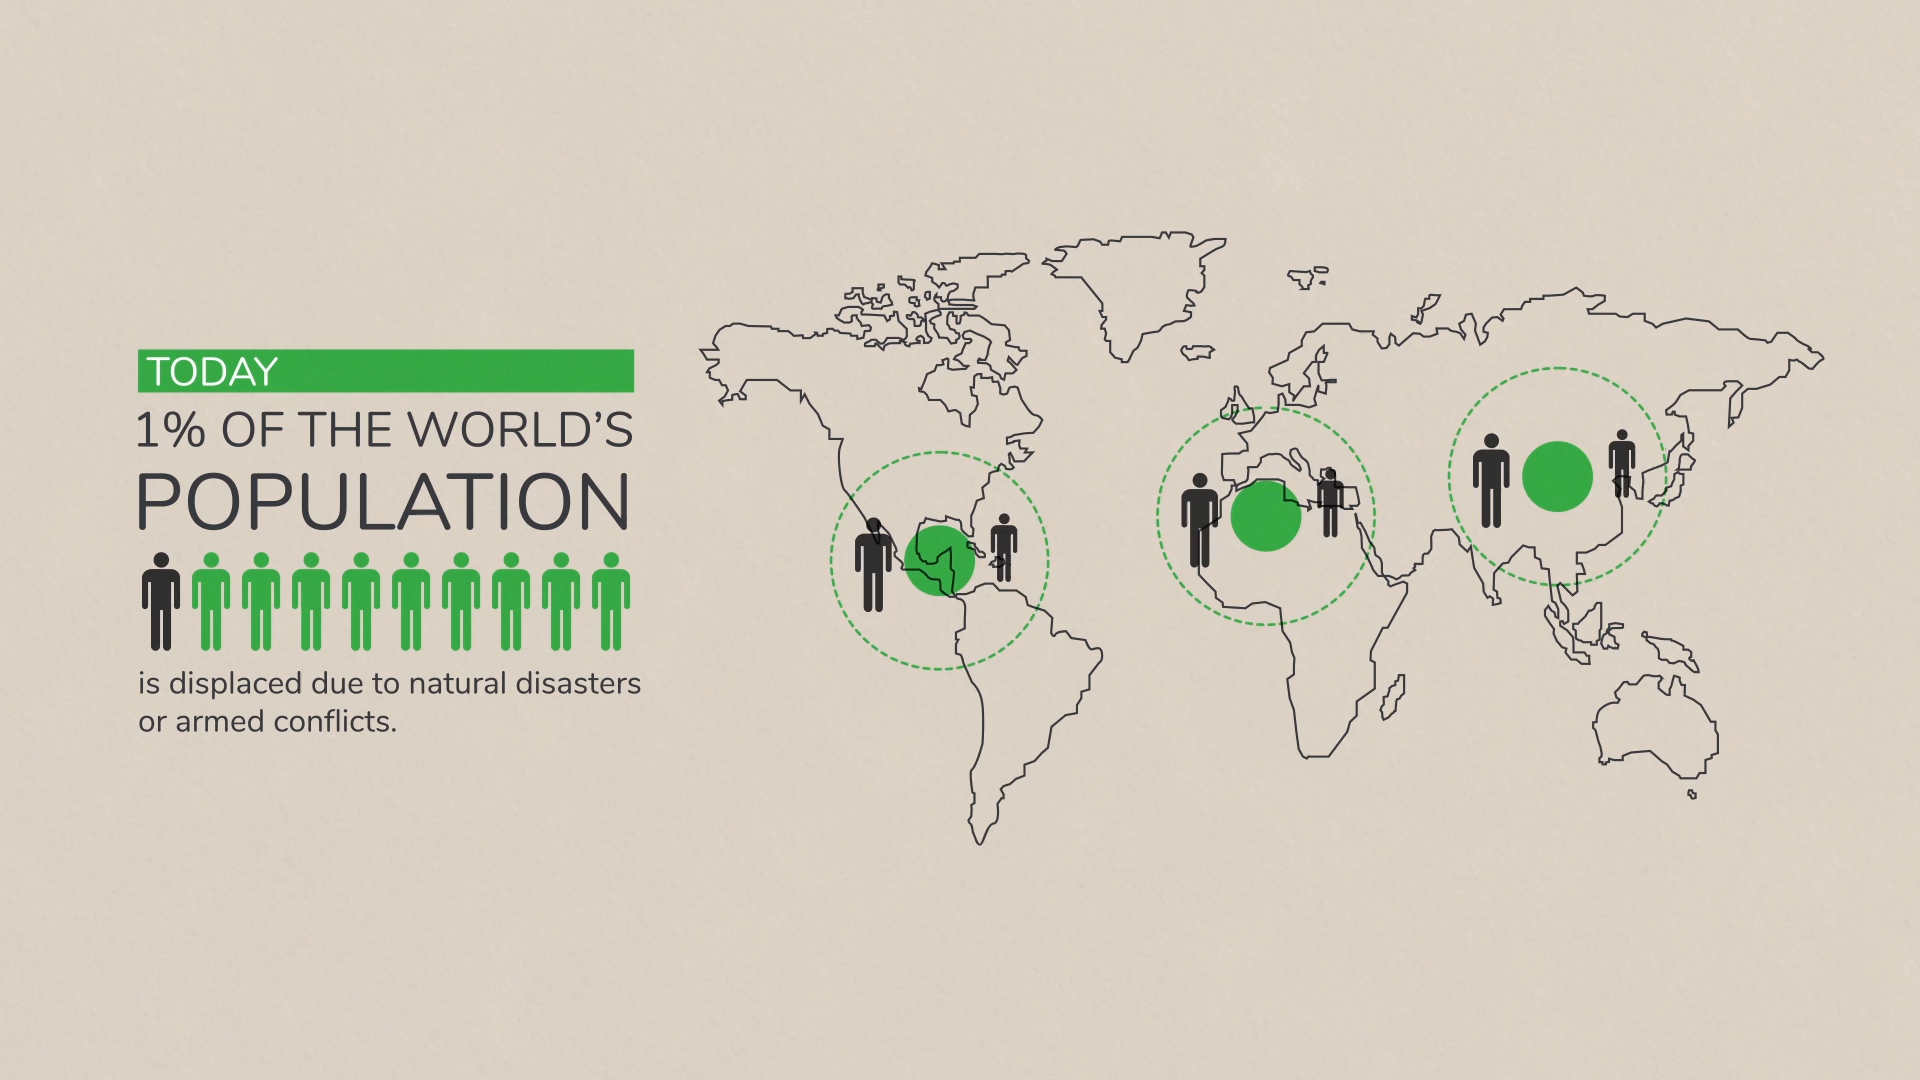 TODAY
1% OF THE WORLD’S
POPULATION
is displaced due to natural disasters
or armed conflicts.